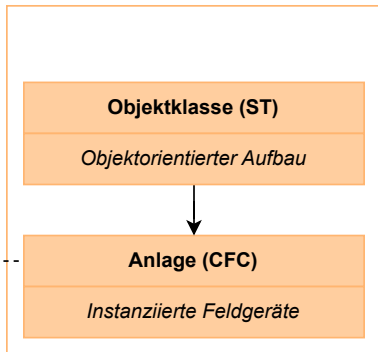 Objektklasse (ST)
Objektorientierter Aufbau
Anlage (CFC)
Instanziierte Feldgeräte